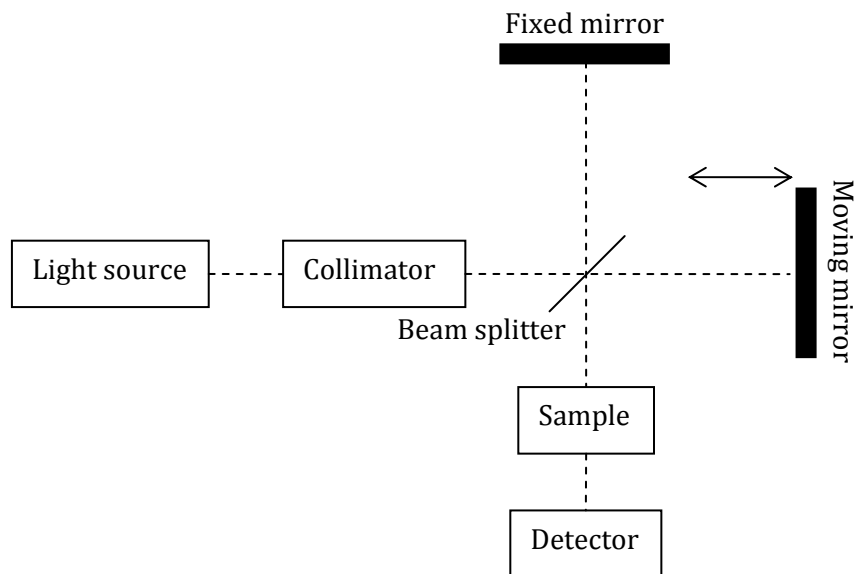 Fixed mirror
Moving mirror
Light source
Collimator
Beam splitter
Sample
Detector